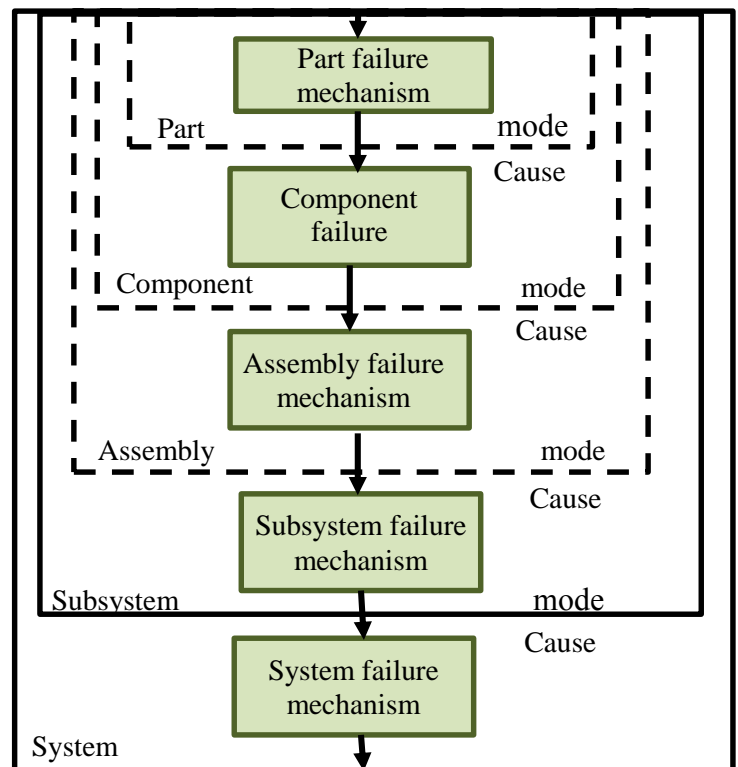 Part failure
mechanism
Part
mode
Cause
Component
failure
Component
mode
Cause
Assembly failure
mechanism
Assembly
mode
Cause
Subsystem failure
mechanism
Subsystem
mode
Cause
System failure
mechanism
System